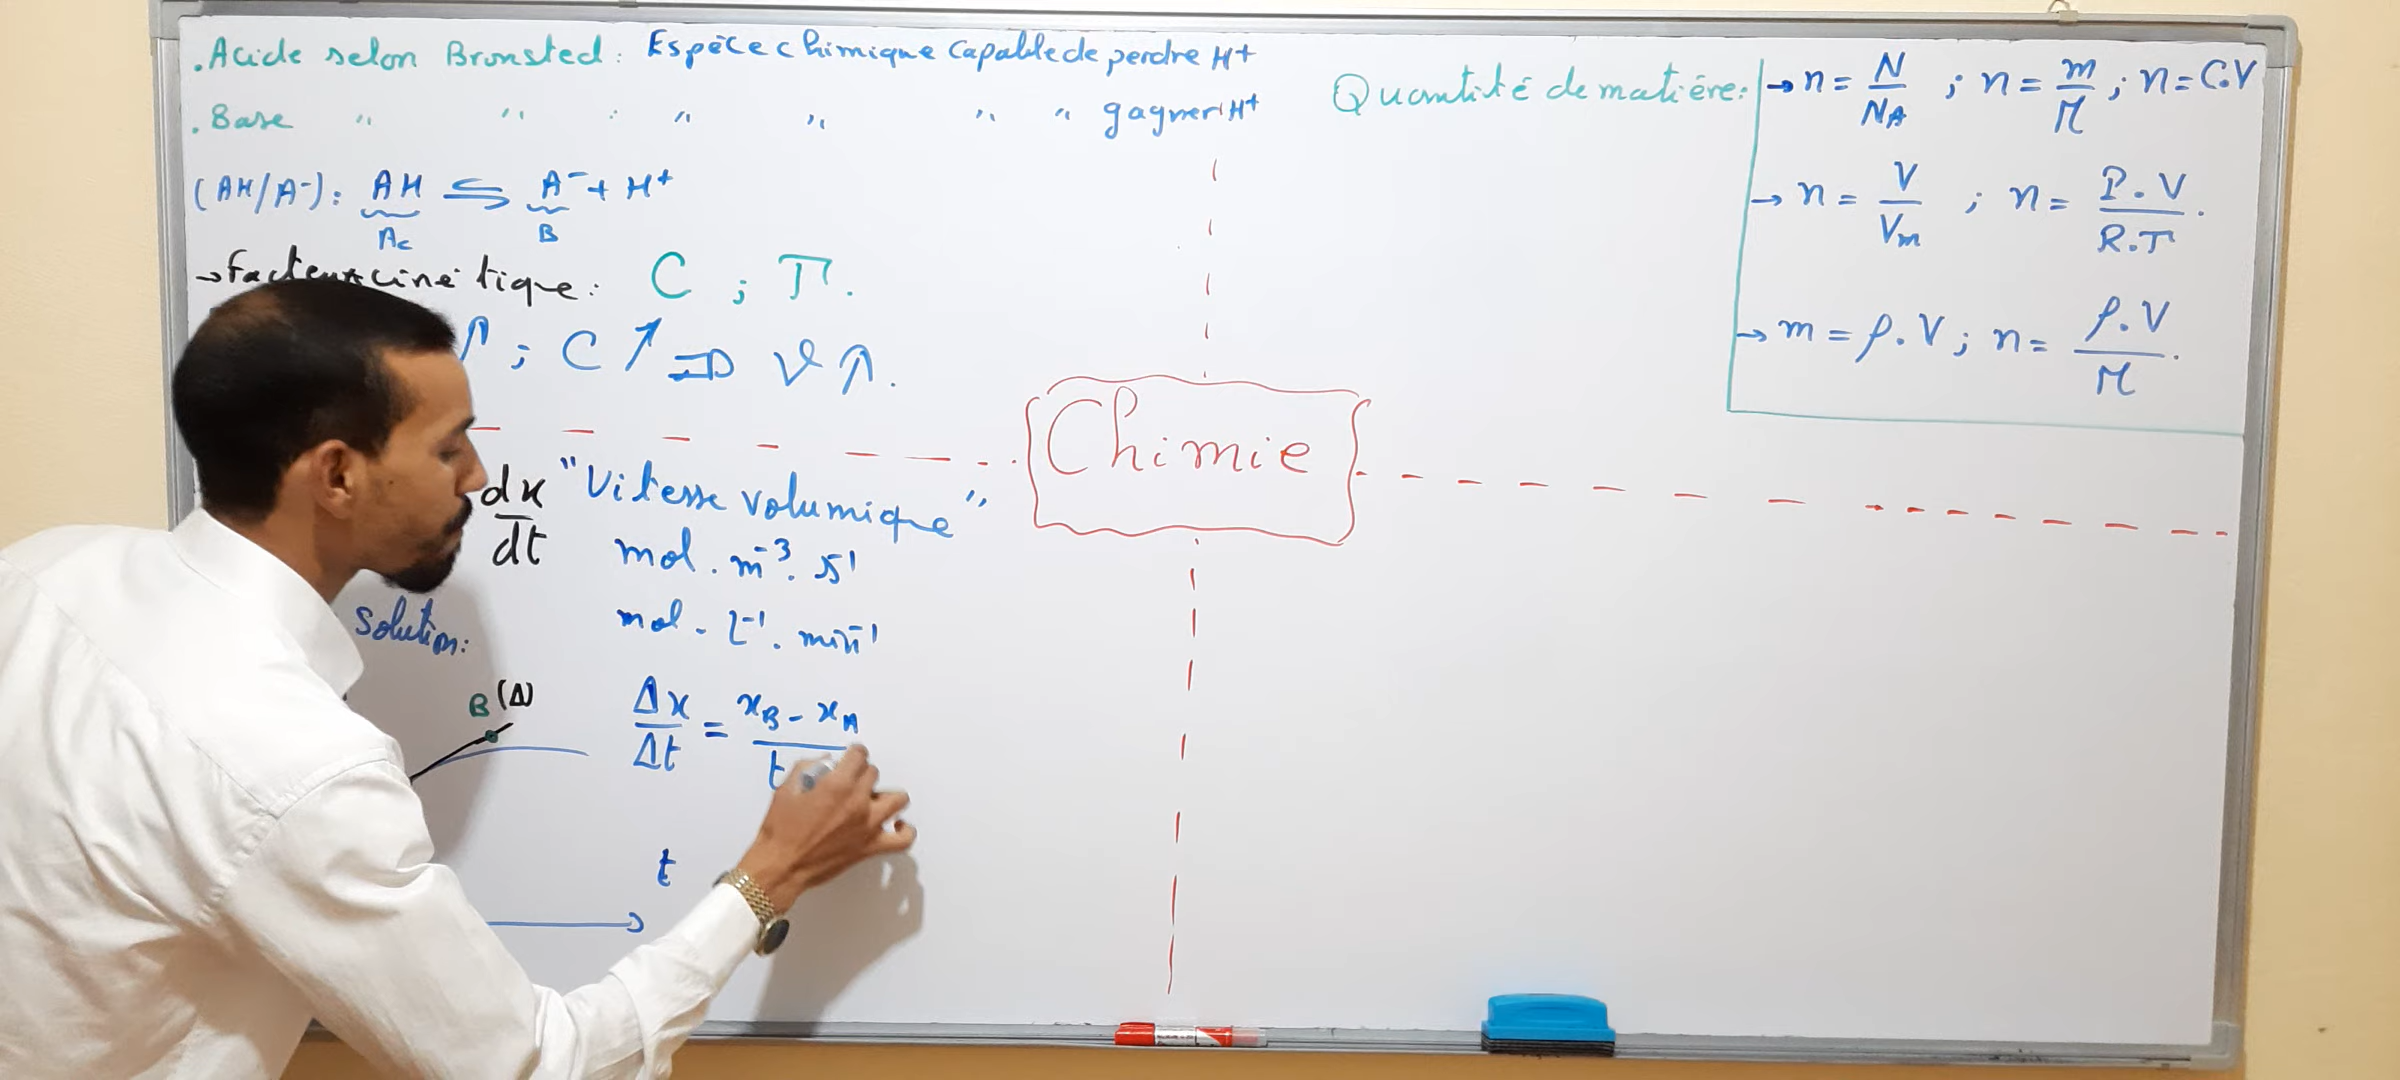 . Acide selon Bronsted : Espèce chimique capable de perdre H+
. Base " " : " " " " gagner H+
(AH/A-) : AH ⇌ A- + H+
Ac B
→ Facteurs cinétique : C ; T.
↑ ; C ↑ ⇒ v ↑.
dx/dt "Vitesse volumique"
mol . m-3 . s-1
mol . L-1 . min-1
Solution :
B (Δ)
Δx/Δt = xB - xA / t
t
Chimie
Quantité de matière :
→ n = N/NA ; n = m/M ; n = C.V
→ n = V/Vm ; n = P.V/R.T.
→ m = ρ.V ; n = ρ.V/M.